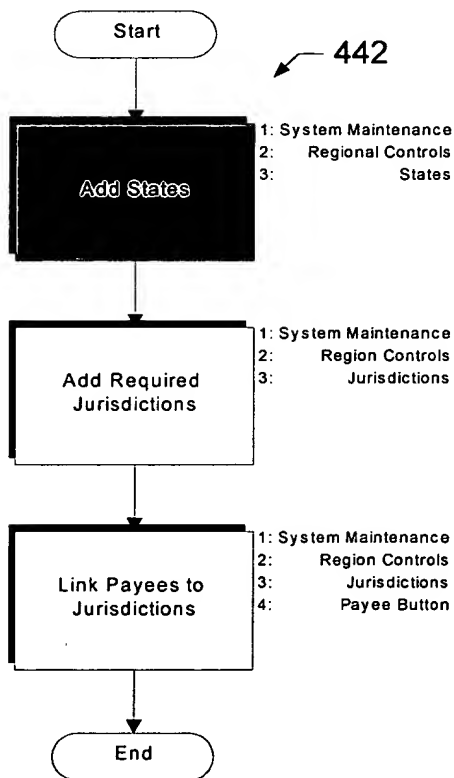 Start
442
Add States
1: System Maintenance
2: Regional Controls
3: States
Add Required
Jurisdictions
1: System Maintenance
2: Region Controls
3: Jurisdictions
Link Payees to
Jurisdictions
1: System Maintenance
2: Region Controls
3: Jurisdictions
4: Payee Button
End